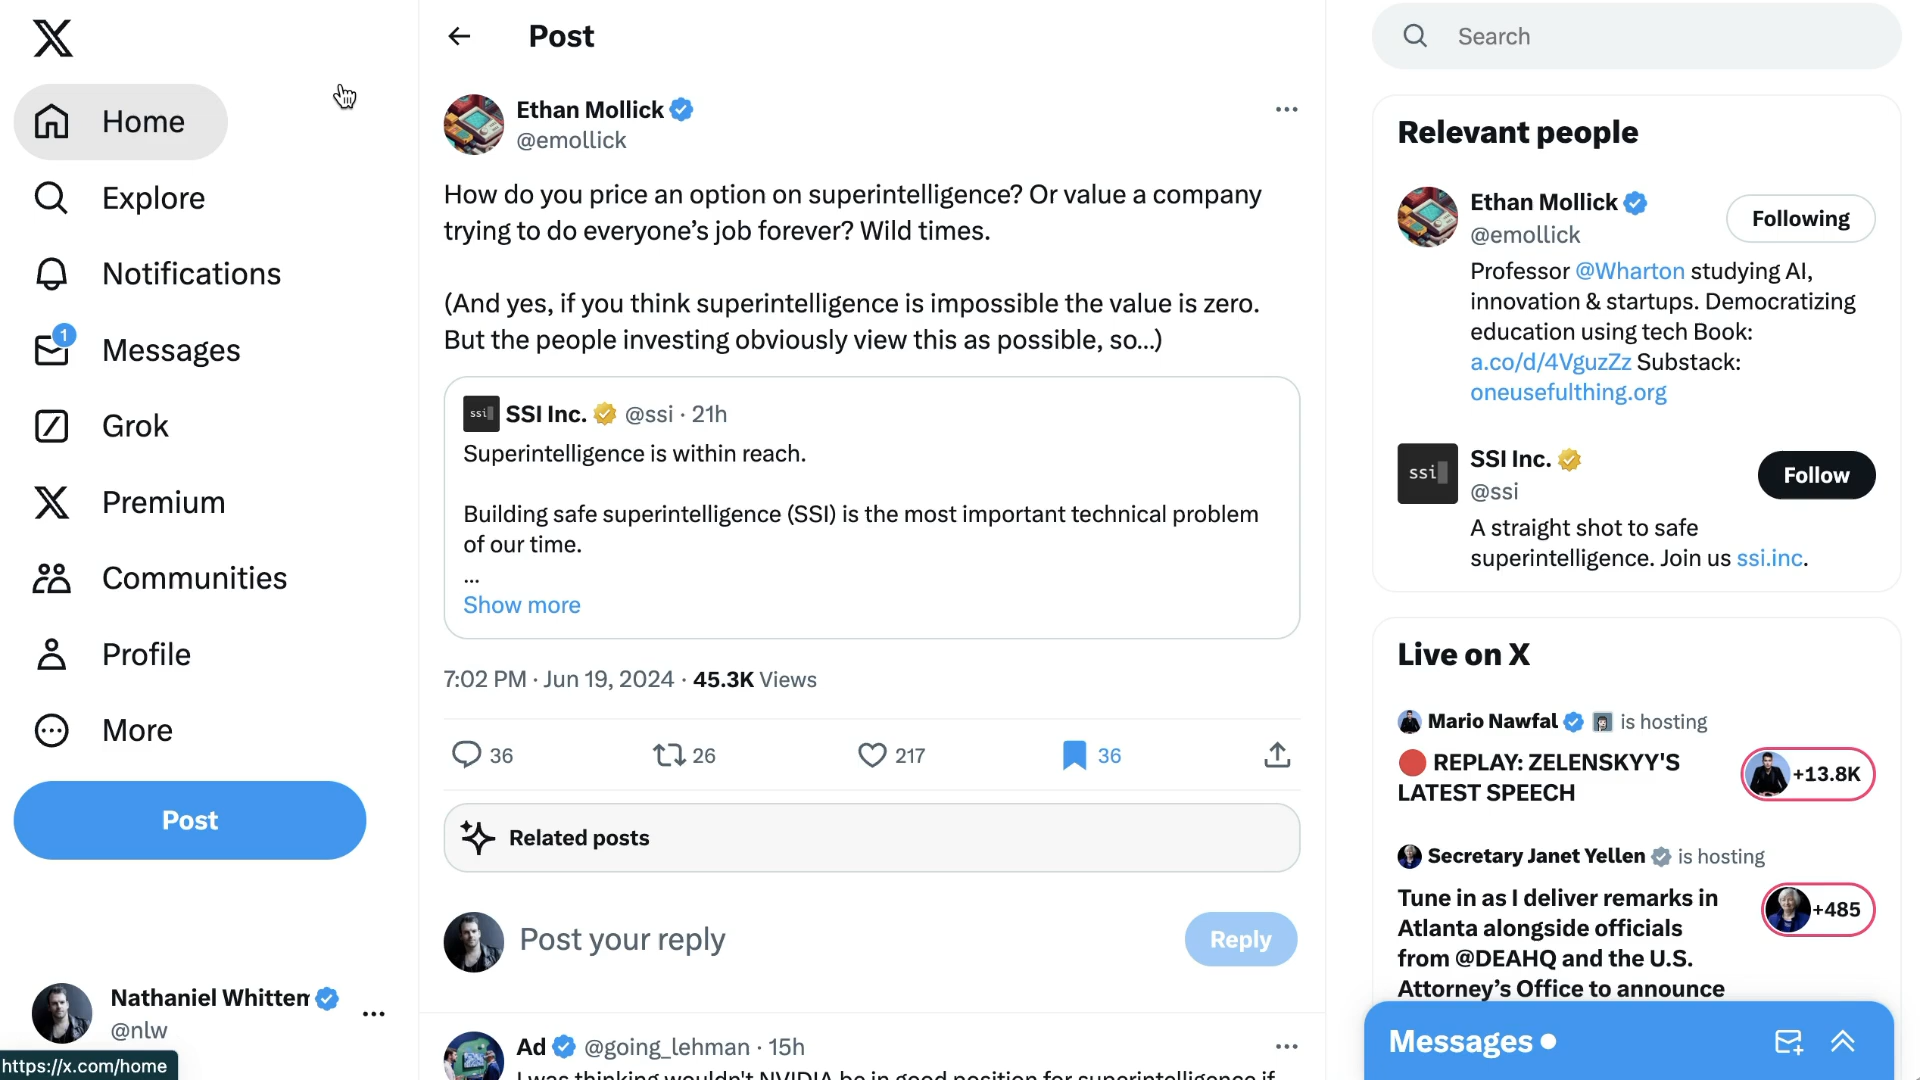 Home
Explore
Notifications
1
Messages
Grok
Premium
Communities
Profile
More
Post
Nathaniel Whittem
@nlw
https://x.com/home
Post
Ethan Mollick
@emollick
How do you price an option on superintelligence? Or value a company
trying to do everyone’s job forever? Wild times.
(And yes, if you think superintelligence is impossible the value is zero.
But the people investing obviously view this as possible, so...)
ssi SSI Inc. @ssi · 21h
Superintelligence is within reach.
Building safe superintelligence (SSI) is the most important technical problem
of our time.
...
Show more
7:02 PM · Jun 19, 2024 · 45.3K Views
36 26 217 36
Related posts
Post your reply
Reply
Ad @going_lehman · 15h
I was thinking wouldn't NVIDIA be in good position for superintelligence if
Search
Relevant people
Ethan Mollick
@emollick
Following
Professor @Wharton studying AI,
innovation & startups. Democratizing
education using tech Book:
a.co/d/4VguzZz Substack:
oneusefulthing.org
ssi
SSI Inc.
@ssi
Follow
A straight shot to safe
superintelligence. Join us ssi.inc.
Live on X
Mario Nawfal is hosting
REPLAY: ZELENSKYY'S
LATEST SPEECH
+13.8K
Secretary Janet Yellen is hosting
Tune in as I deliver remarks in
Atlanta alongside officials
from @DEAHQ and the U.S.
Attorney’s Office to announce
+485
Messages